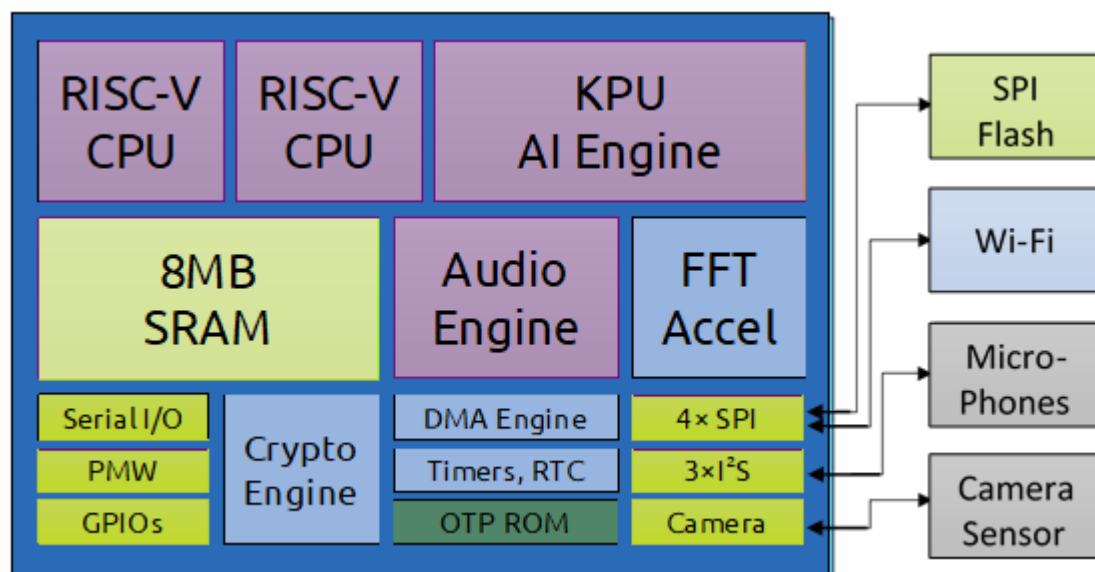 RISC-V
CPU
RISC-V
CPU
KPU
AI Engine
8MB
SRAM
Audio
Engine
FFT
Accel
Serial I/O
PMW
GPIOs
Crypto
Engine
DMA Engine
Timers, RTC
OTP ROM
4× SPI
3×I²S
Camera
SPI
Flash
Wi-Fi
Micro-
Phones
Camera
Sensor